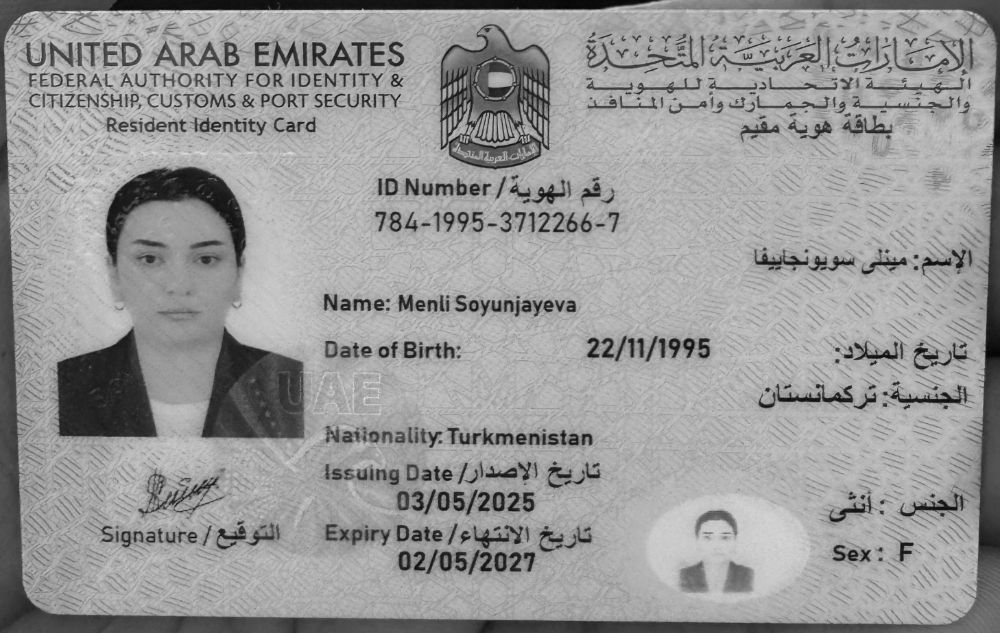 UNITED ARAB EMIRATES
FEDERAL AUTHORITY FOR IDENTITY &
CITIZENSHIP, CUSTOMS & PORT SECURITY
Resident Identity Card
الإمارات العربية المتحدة
الهيئة الاتحادية للهوية
والجنسية والجمارك وأمن المنافذ
بطاقة هوية مقيم
ID Number / رقم الهوية
784-1995-3712266-7
الإسم: مينلى سويونجاييفا
Name: Menli Soyunjayeva
Date of Birth: 22/11/1995 تاريخ الميلاد:
الجنسية: تركمانستان
UAE
Nationality: Turkmenistan
Issuing Date / تاريخ الإصدار
03/05/2025
Expiry Date / تاريخ الانتهاء
02/05/2027
الجنس : أنثى
Sex : F
Signature / التوقيع